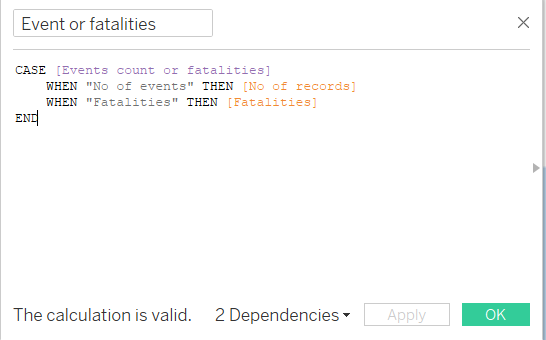 Event or fatalities
CASE [Events count or fatalities]
    WHEN "No of events" THEN [No of records]
    WHEN "Fatalities" THEN [Fatalities]
END
The calculation is valid. 2 Dependencies Apply OK